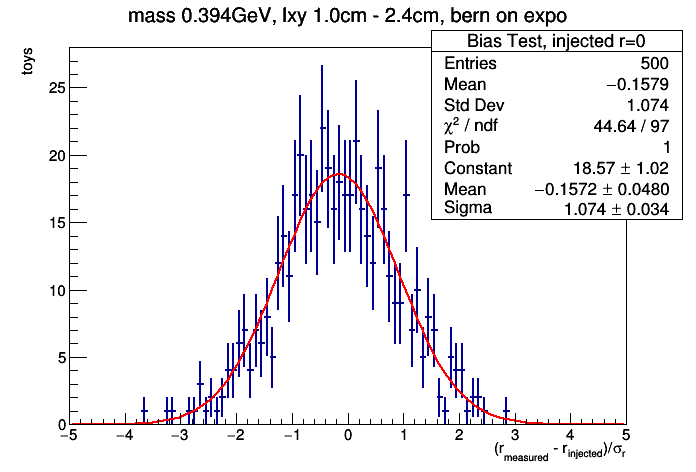 mass 0.394GeV, lxy 1.0cm - 2.4cm, bern on expo
toys
Bias Test, injected r=0
Entries 500
Mean −0.1579
Std Dev 1.074
χ² / ndf 44.64 / 97
Prob 1
Constant 18.57 ± 1.02
Mean −0.1572 ± 0.0480
Sigma 1.074 ± 0.034
25
20
15
10
5
0
−5 −4 −3 −2 −1 0 1 2 3 4 5
(r_measured - r_injected)/σ_r